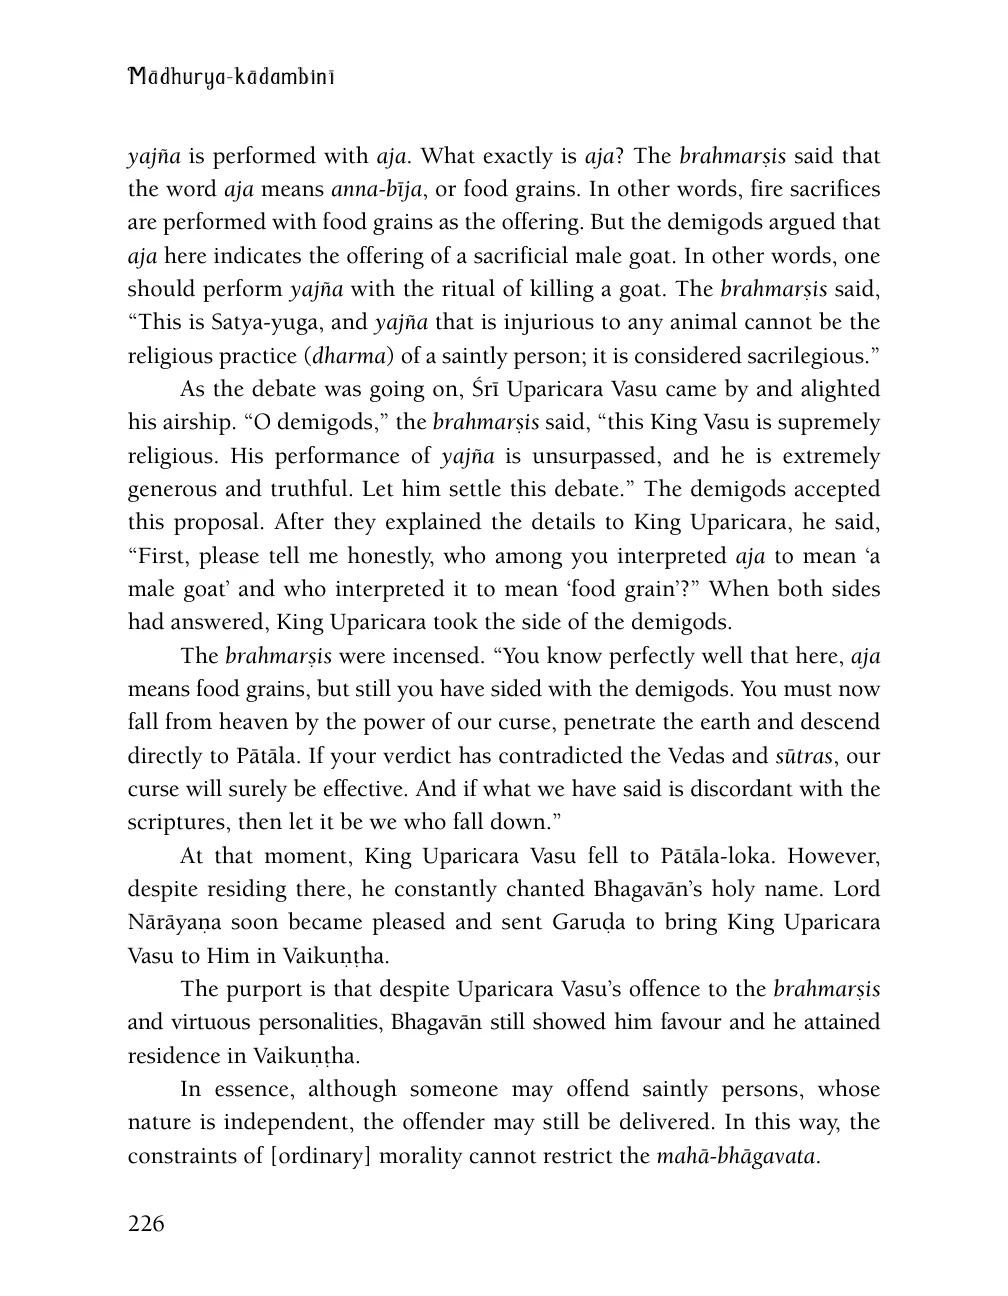 Mādhurya-kādambinī
yajña is performed with aja. What exactly is aja? The brahmarṣis said that
the word aja means anna-bīja, or food grains. In other words, fire sacrifices
are performed with food grains as the offering. But the demigods argued that
aja here indicates the offering of a sacrificial male goat. In other words, one
should perform yajña with the ritual of killing a goat. The brahmarṣis said,
“This is Satya-yuga, and yajña that is injurious to any animal cannot be the
religious practice (dharma) of a saintly person; it is considered sacrilegious.”
As the debate was going on, Śrī Uparicara Vasu came by and alighted
his airship. “O demigods,” the brahmarṣis said, “this King Vasu is supremely
religious. His performance of yajña is unsurpassed, and he is extremely
generous and truthful. Let him settle this debate.” The demigods accepted
this proposal. After they explained the details to King Uparicara, he said,
“First, please tell me honestly, who among you interpreted aja to mean ‘a
male goat’ and who interpreted it to mean ‘food grain’?” When both sides
had answered, King Uparicara took the side of the demigods.
The brahmarṣis were incensed. “You know perfectly well that here, aja
means food grains, but still you have sided with the demigods. You must now
fall from heaven by the power of our curse, penetrate the earth and descend
directly to Pātāla. If your verdict has contradicted the Vedas and sūtras, our
curse will surely be effective. And if what we have said is discordant with the
scriptures, then let it be we who fall down.”
At that moment, King Uparicara Vasu fell to Pātāla-loka. However,
despite residing there, he constantly chanted Bhagavān’s holy name. Lord
Nārāyaṇa soon became pleased and sent Garuḍa to bring King Uparicara
Vasu to Him in Vaikuṇṭha.
The purport is that despite Uparicara Vasu’s offence to the brahmarṣis
and virtuous personalities, Bhagavān still showed him favour and he attained
residence in Vaikuṇṭha.
In essence, although someone may offend saintly persons, whose
nature is independent, the offender may still be delivered. In this way, the
constraints of [ordinary] morality cannot restrict the mahā-bhāgavata.
226